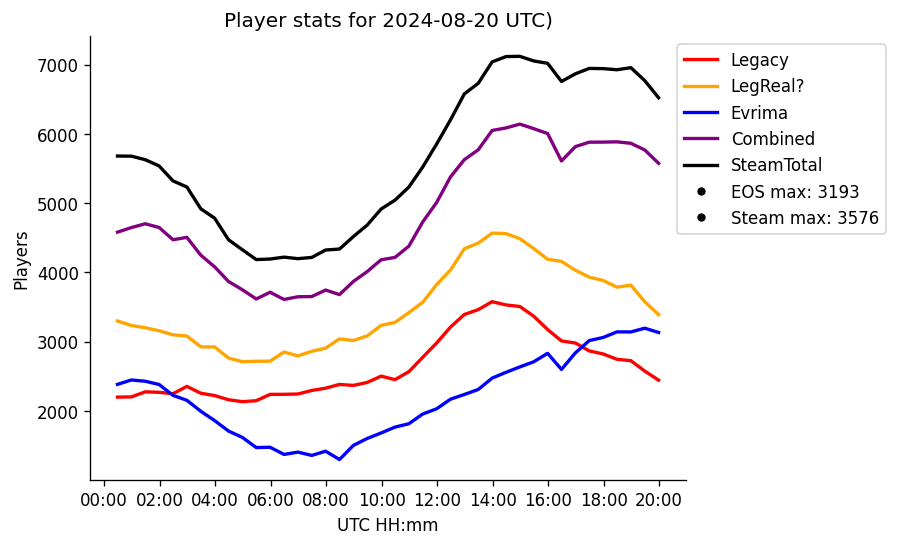 Player stats for 2024-08-20 UTC)
7000
6000
5000
4000
3000
2000
Players
00:00 02:00 04:00 06:00 08:00 10:00 12:00 14:00 16:00 18:00 20:00
UTC HH:mm
Legacy
LegReal?
Evrima
Combined
SteamTotal
EOS max: 3193
Steam max: 3576